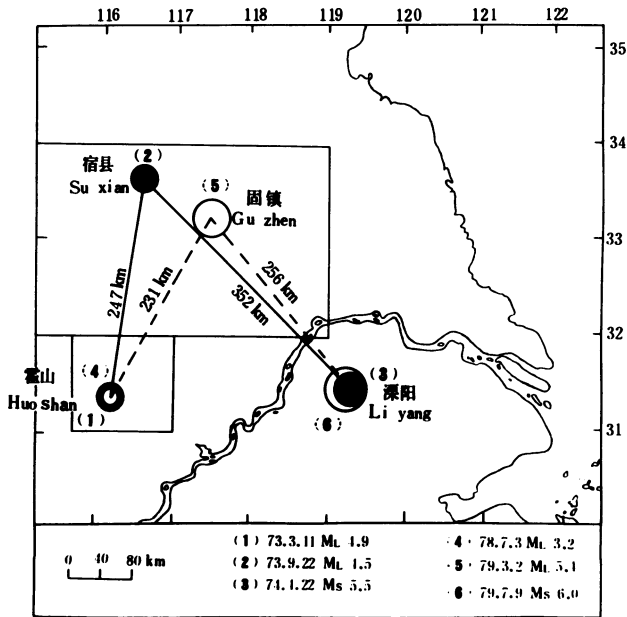 116 117 118 119 120 121 122
35
34
33
32
31
宿县 (2)
Su xian
(5) 固镇
Gu zhen
247 km
231 km
256 km
352 km
霍山 (4)
Huo Shan
(1)
(3) 溧阳
Li yang
(6)
0 40 80 km
(1) 73.3.11 ML 4.9
(2) 73.9.22 ML 4.5
(3) 74.4.22 Ms 5.5
(4) 78.7.3 ML 3.2
(5) 79.3.2 ML 5.1
(6) 79.7.9 Ms 6.0